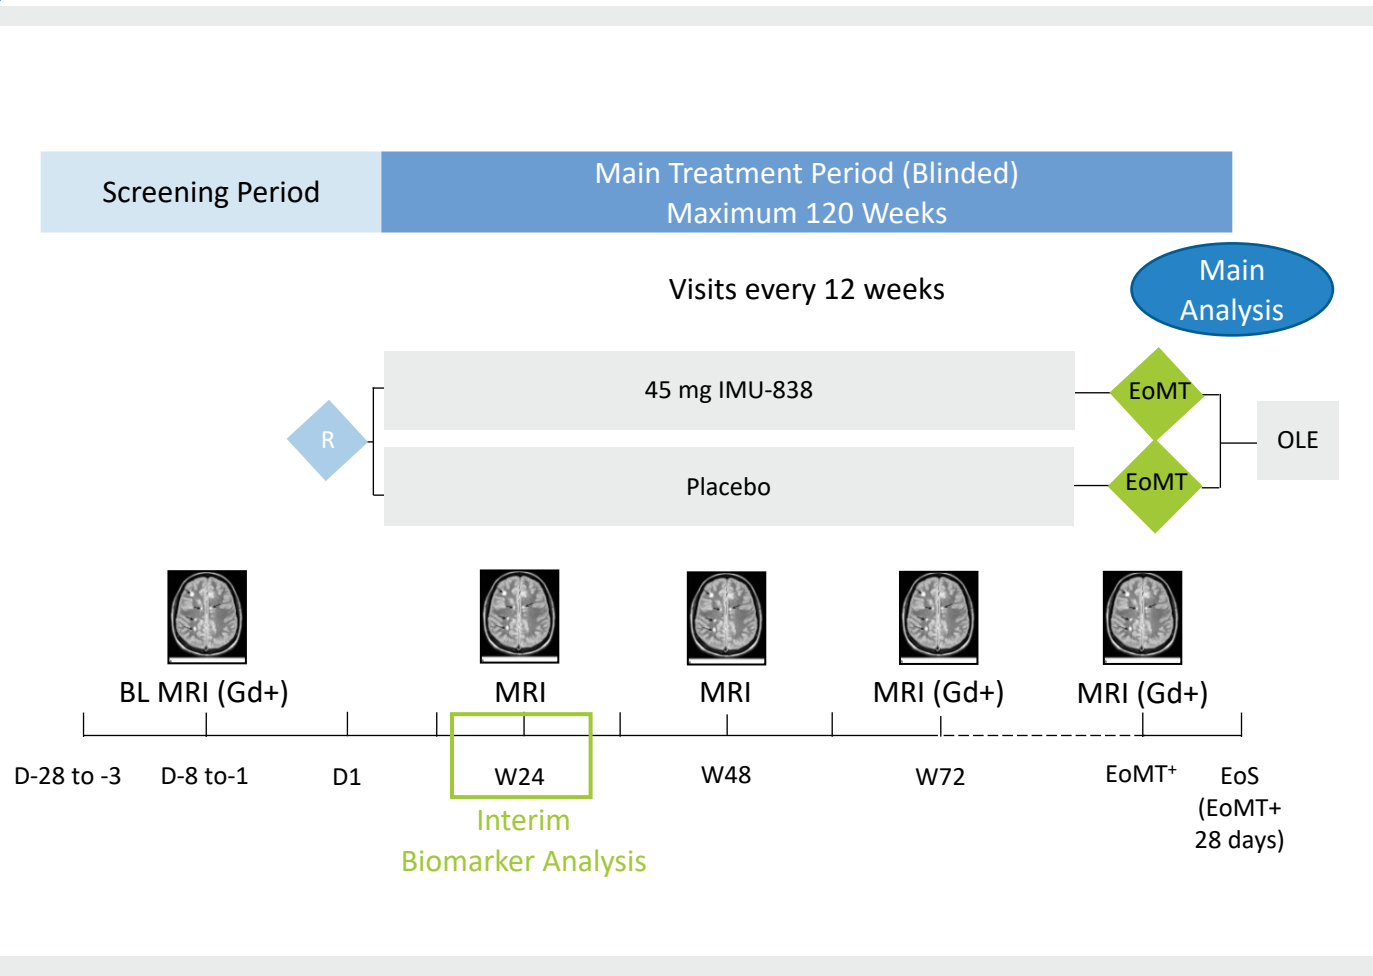 Screening Period
Main Treatment Period (Blinded)
Maximum 120 Weeks
Visits every 12 weeks
Main
Analysis
45 mg IMU-838
EoMT
R
OLE
Placebo
EoMT
BL MRI (Gd+)
MRI
MRI
MRI (Gd+)
MRI (Gd+)
D-28 to -3
D-8 to-1
D1
W24
W48
W72
EoMT+
EoS
(EoMT+
28 days)
Interim
Biomarker Analysis